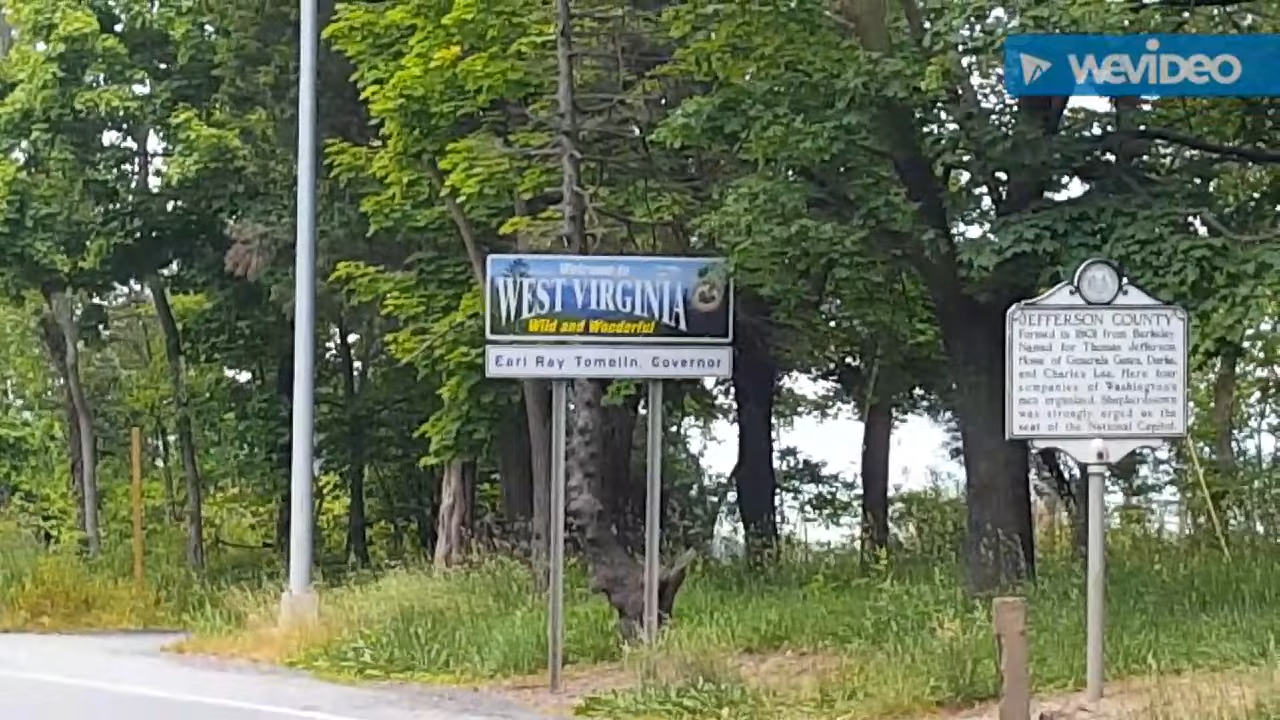 WEVIDEO
Welcome to
WEST VIRGINIA
Wild and Wonderful
Earl Ray Tomblin, Governor
JEFFERSON COUNTY
Formed in 1801 from Berkeley.
Named for Thomas Jefferson.
Home of Generals Gates, Darke,
and Charles Lee. Here four
companies of Washington's
men organized. Shepherdstown
was strongly urged as the
seat of the National Capital.